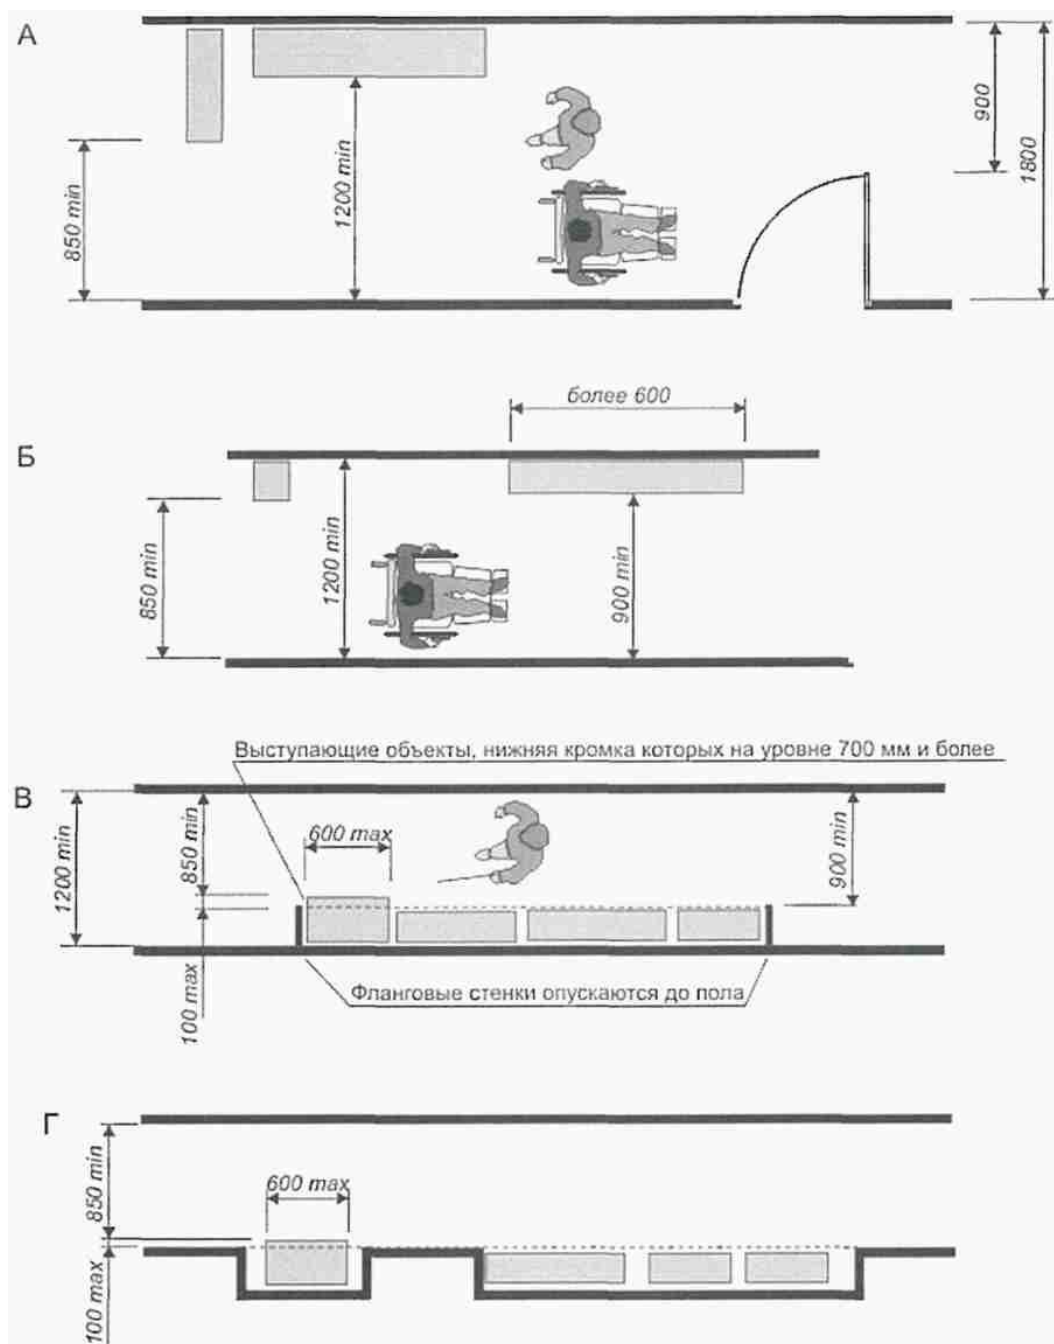 А
850 min
1200 min
900
1800
Б
более 600
850 min
1200 min
900 min
Выступающие объекты, нижняя кромка которых на уровне 700 мм и более
В
1200 min
850 min
600 max
900 min
100 max
Фланговые стенки опускаются до пола
Г
850 min
600 max
100 max